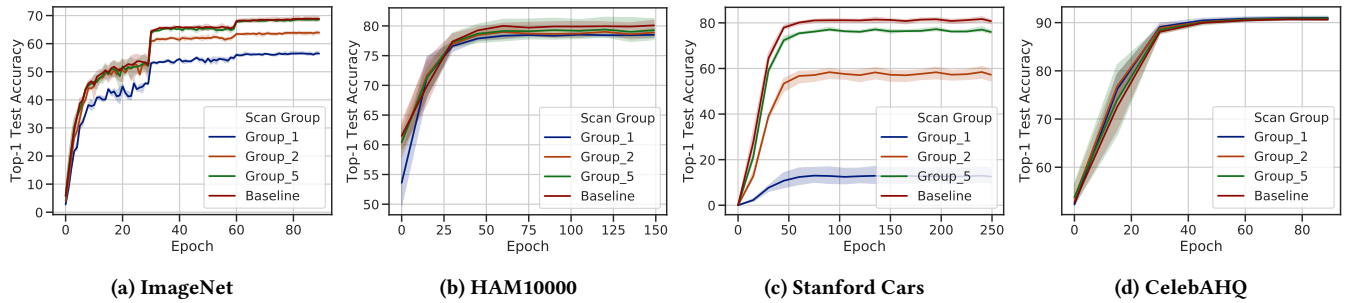 Top-1 Test Accuracy
70
60
50
40
30
20
10
0
Scan Group
Group_1
Group_2
Group_5
Baseline
0 20 40 60 80
Epoch
(a) ImageNet
Top-1 Test Accuracy
80
75
70
65
60
55
50
Scan Group
Group_1
Group_2
Group_5
Baseline
0 25 50 75 100 125 150
Epoch
(b) HAM10000
Top-1 Test Accuracy
80
60
40
20
0
Scan Group
Group_1
Group_2
Group_5
Baseline
0 50 100 150 200 250
Epoch
(c) Stanford Cars
Top-1 Test Accuracy
90
80
70
60
Scan Group
Group_1
Group_2
Group_5
Baseline
0 20 40 60 80
Epoch
(d) CelebAHQ